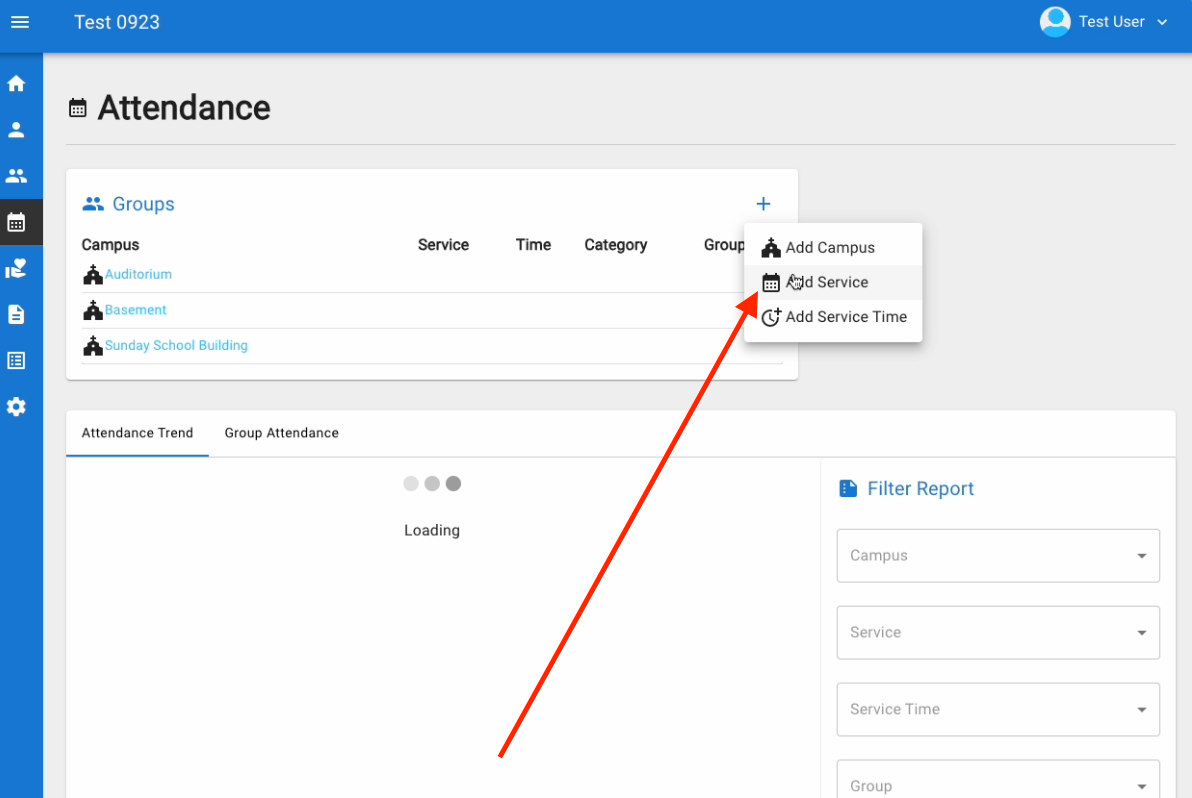 Test 0923
Test User
Attendance
Groups
Campus Service Time Category Group
Add Campus
Auditorium
Add Service
Basement
Add Service Time
Sunday School Building
Attendance Trend Group Attendance
Loading
Filter Report
Campus
Service
Service Time
Group